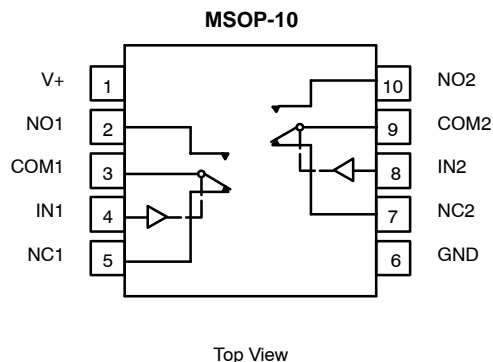 MSOP-10
V+ 1 10 NO2
NO1 2 9 COM2
COM1 3 8 IN2
IN1 4 7 NC2
NC1 5 6 GND
Top View